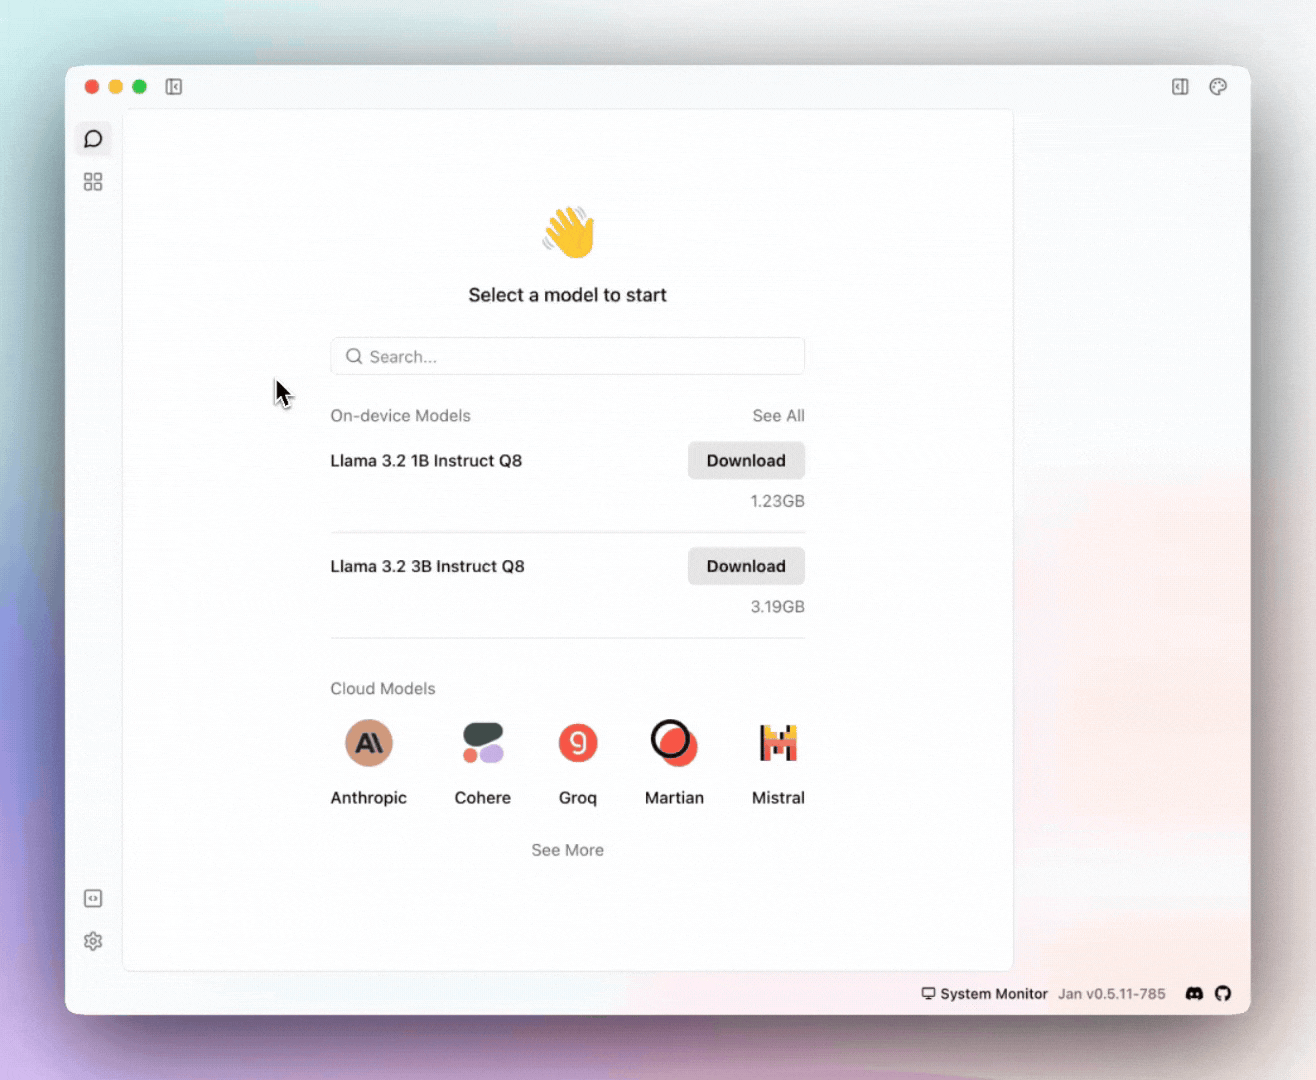 Select a model to start
Search...
On-device Models See All
Llama 3.2 1B Instruct Q8 Download
1.23GB
Llama 3.2 3B Instruct Q8 Download
3.19GB
Cloud Models
Anthropic Cohere Groq Martian Mistral
See More
System Monitor Jan v0.5.11-785